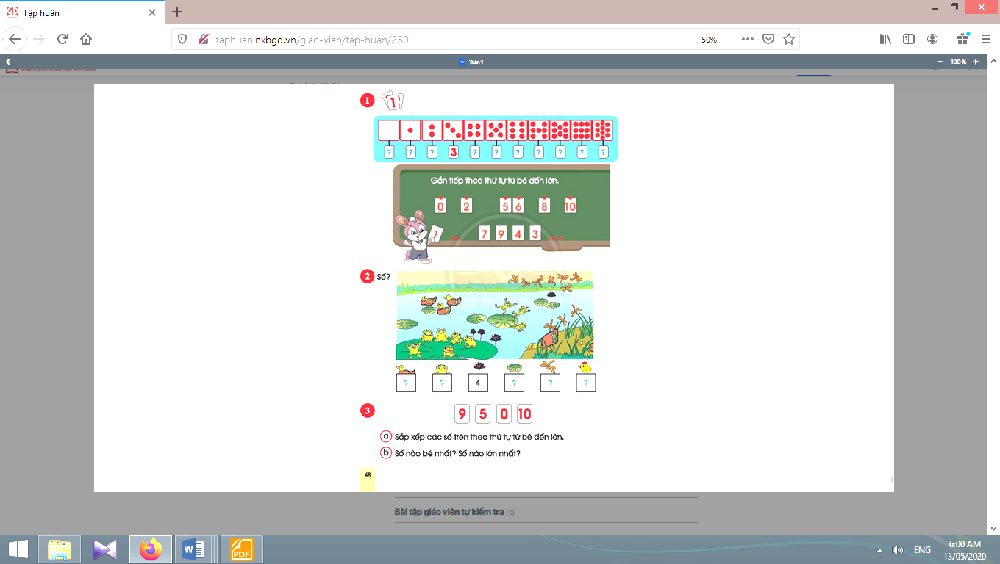 Tập huấn
taphuan.nxbgd.vn/giao-vien/tap-huan/230
50%
Toán 1
100 %
1
1
? ? ? 3 ? ? ? ? ? ? ?
Gắn tiếp theo thứ tự từ bé đến lớn.
0 2 5 6 8 10
1 7 9 4 3
2 Số?
? ? 4 ? ? ?
3 9 5 0 10
a Sắp xếp các số trên theo thứ tự từ bé đến lớn.
b Số nào bé nhất? Số nào lớn nhất?
48
Bài tập giáo viên tự kiểm tra ( 0)
PDF
ENG
6:00 AM
13/05/2020